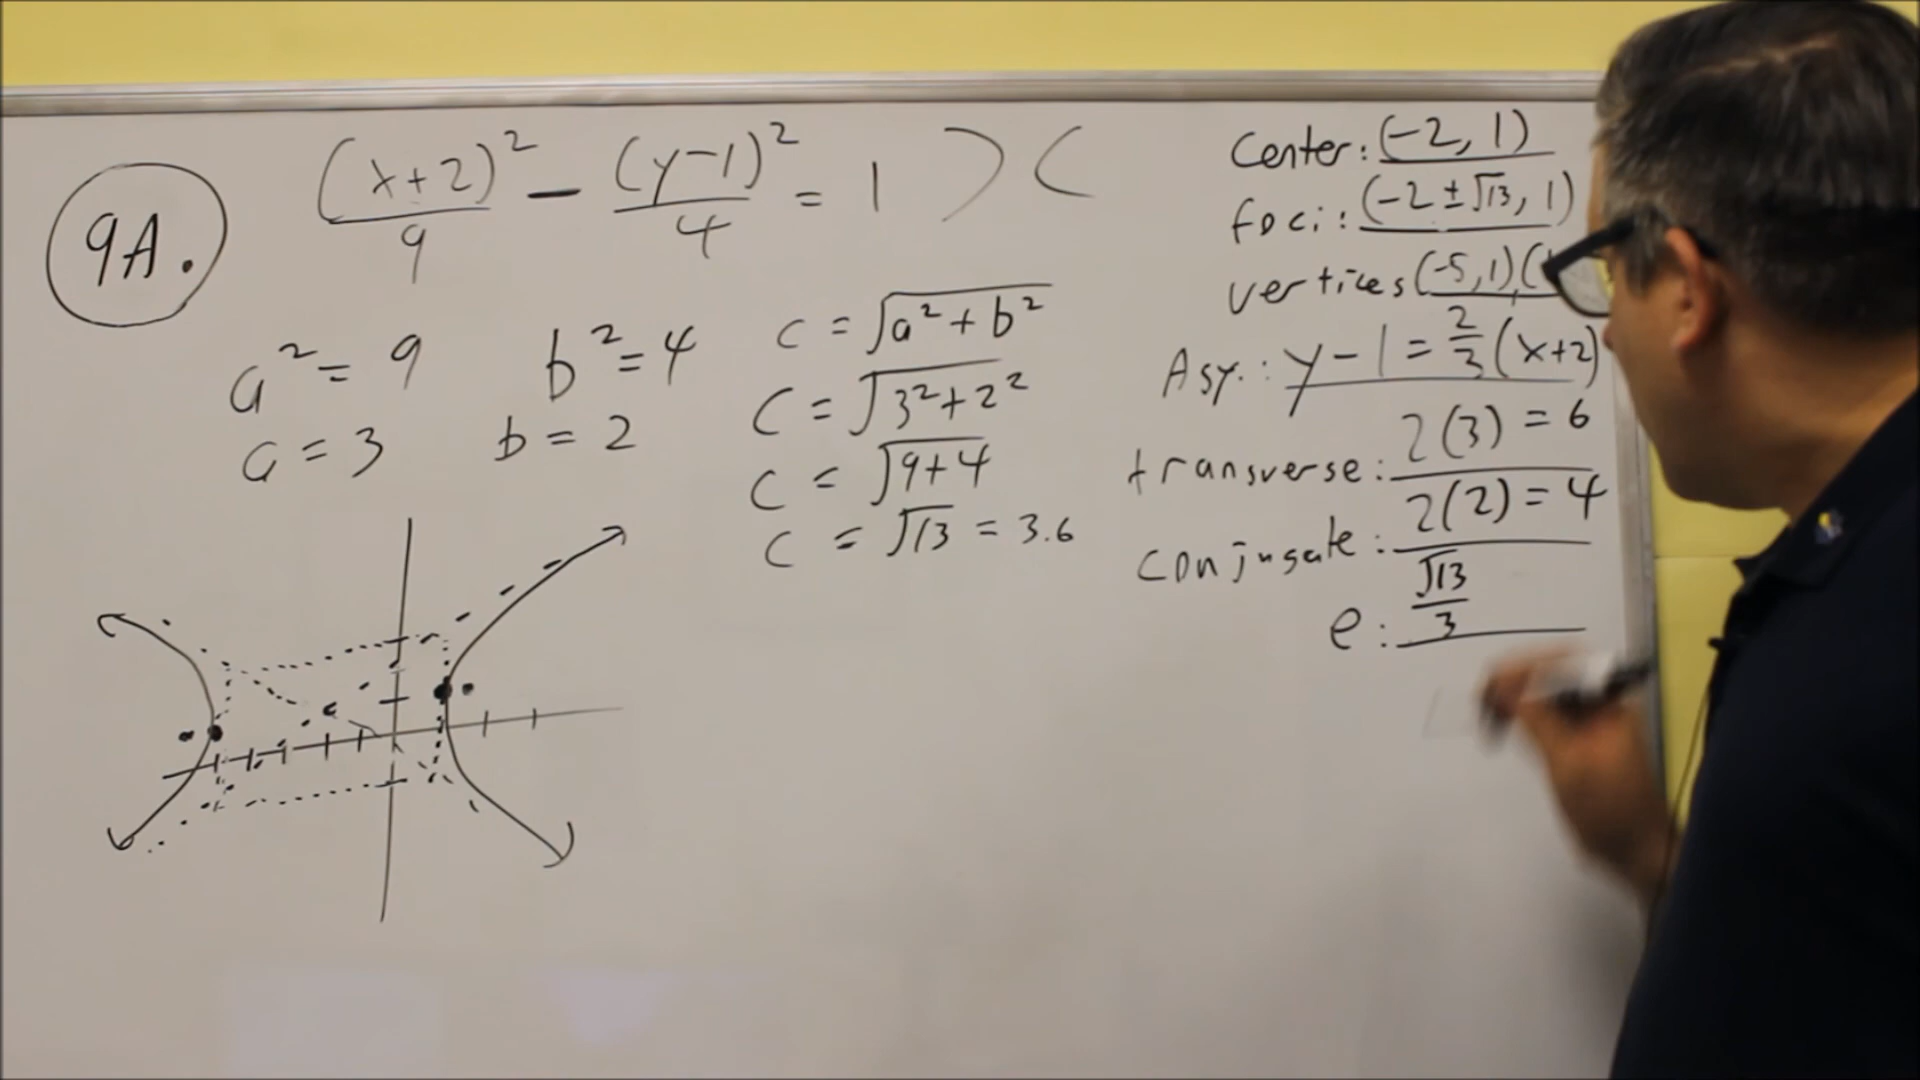 9A.
(x+2)²/9 - (y-1)²/4 = 1
a² = 9
b² = 4
a = 3
b = 2
c = √a² + b²
C = √3² + 2²
C = √9+4
C = √13 = 3.6
Center: (-2, 1)
foci: (-2 ± √13, 1)
vertices (-5, 1), (
Asy.: y - 1 = 2/3 (x+2)
transverse: 2(3) = 6
conjugate: 2(2) = 4
e: √13/3